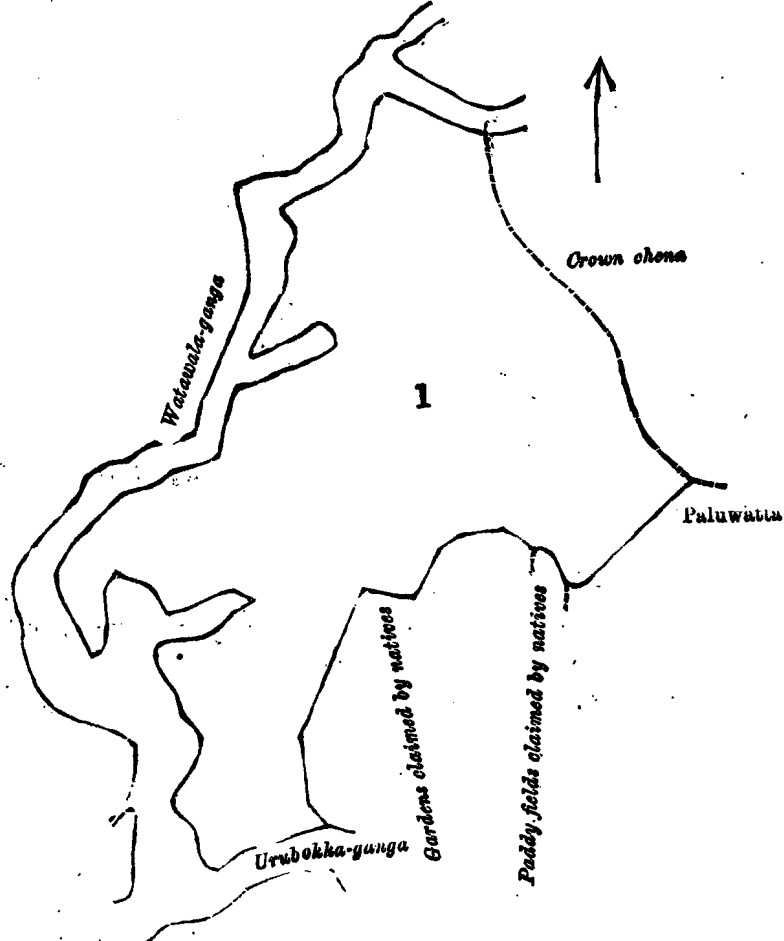 Crown chena
Watawala-ganga
1
Paluwatta
Gardens claimed by natives
Paddy fields claimed by natives
Urubokka-ganga